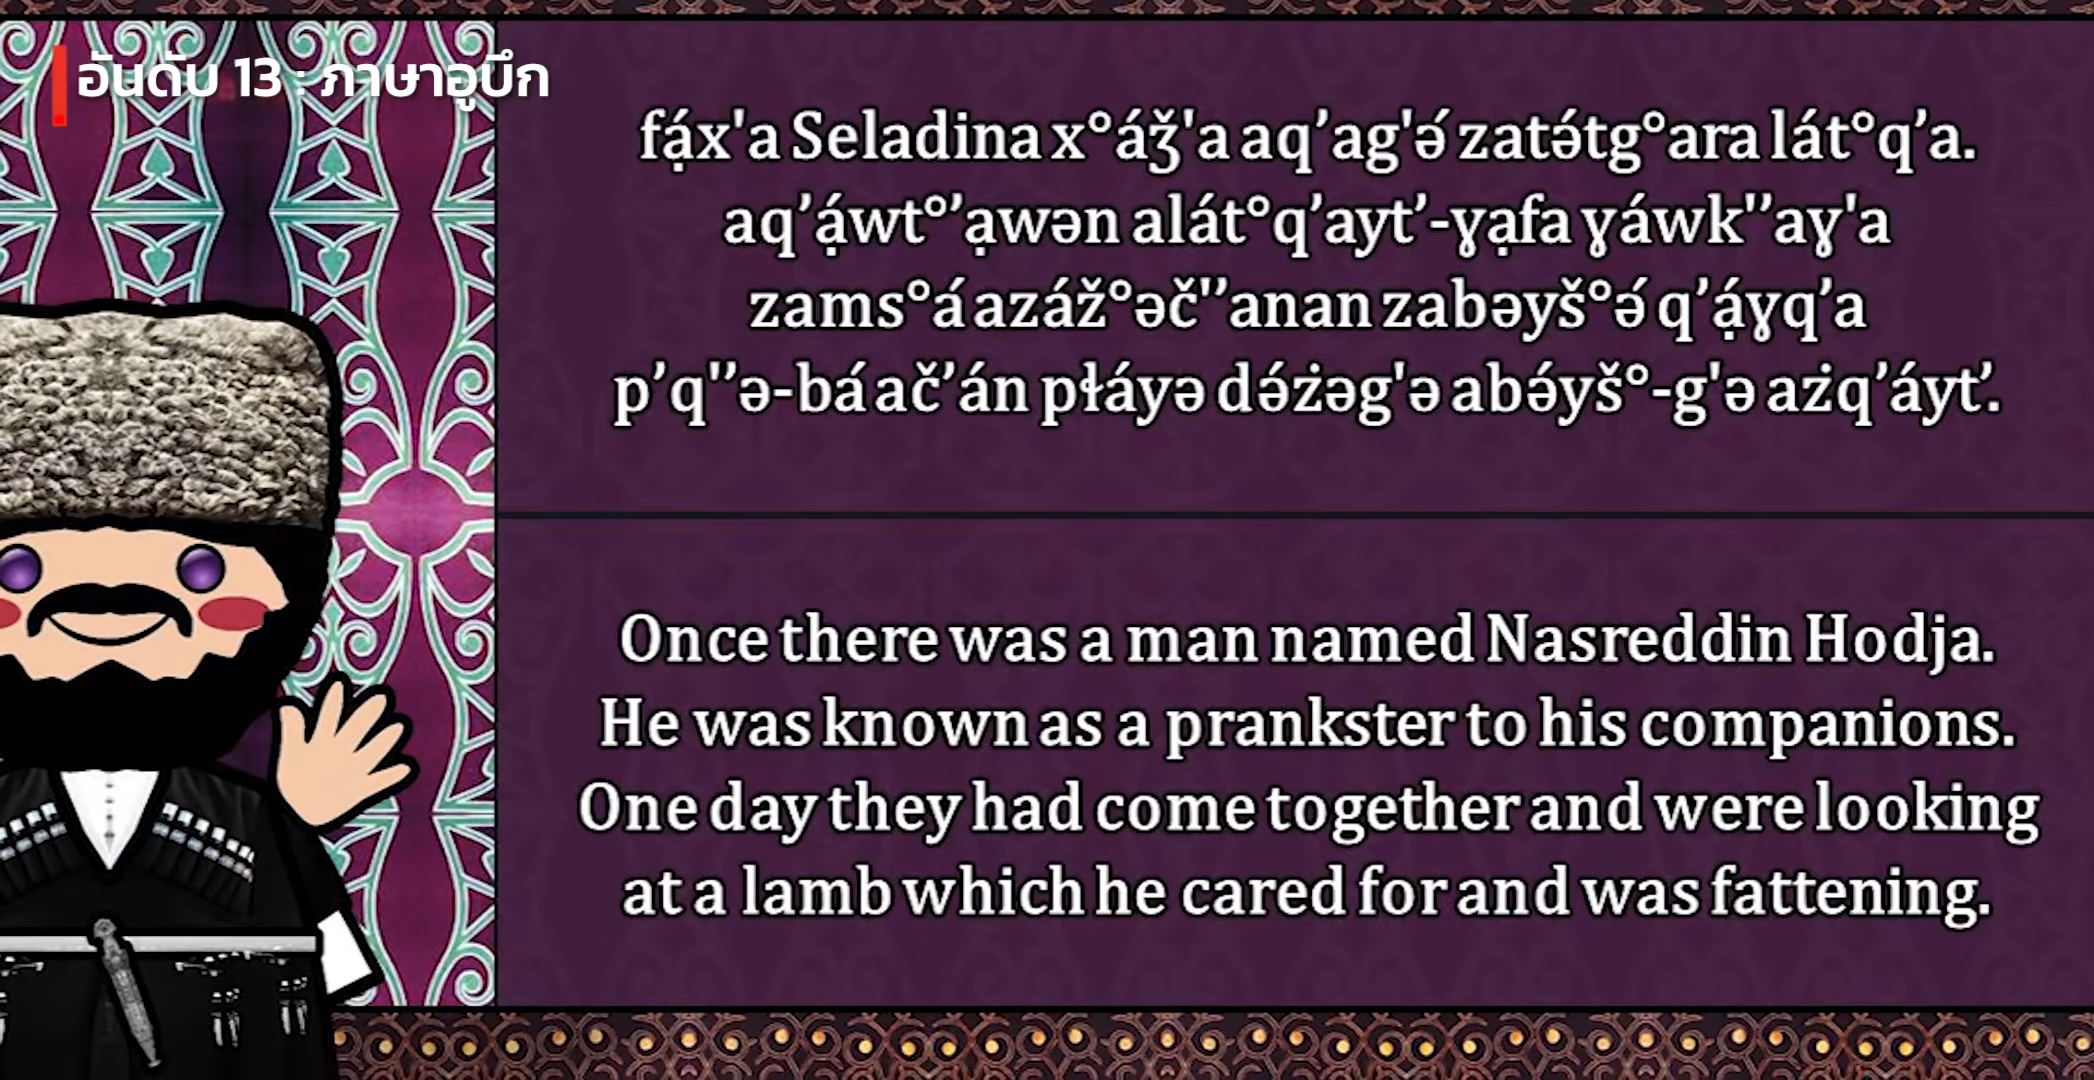 อันดับ 13 : ภาษาอูบึก
fạ́x'a Seladina x°áǯ'a aq’ag'ə́ zatə́tg°ara lát°q’a.
aq’ạ́wt°’ạwən alát°q’ayt’-ɣạfa ɣáwk'’aɣ'a
zams°á azáž°əč'’anan zabəyš°ə́ q’ạ́ɣq’a
p’q'’ə-bá ač’án pɫáyə də́żəg'ə abə́yš°-g'ə ażq’áyt’.
Once there was a man named Nasreddin Hodja.
He was known as a prankster to his companions.
One day they had come together and were looking
at a lamb which he cared for and was fattening.